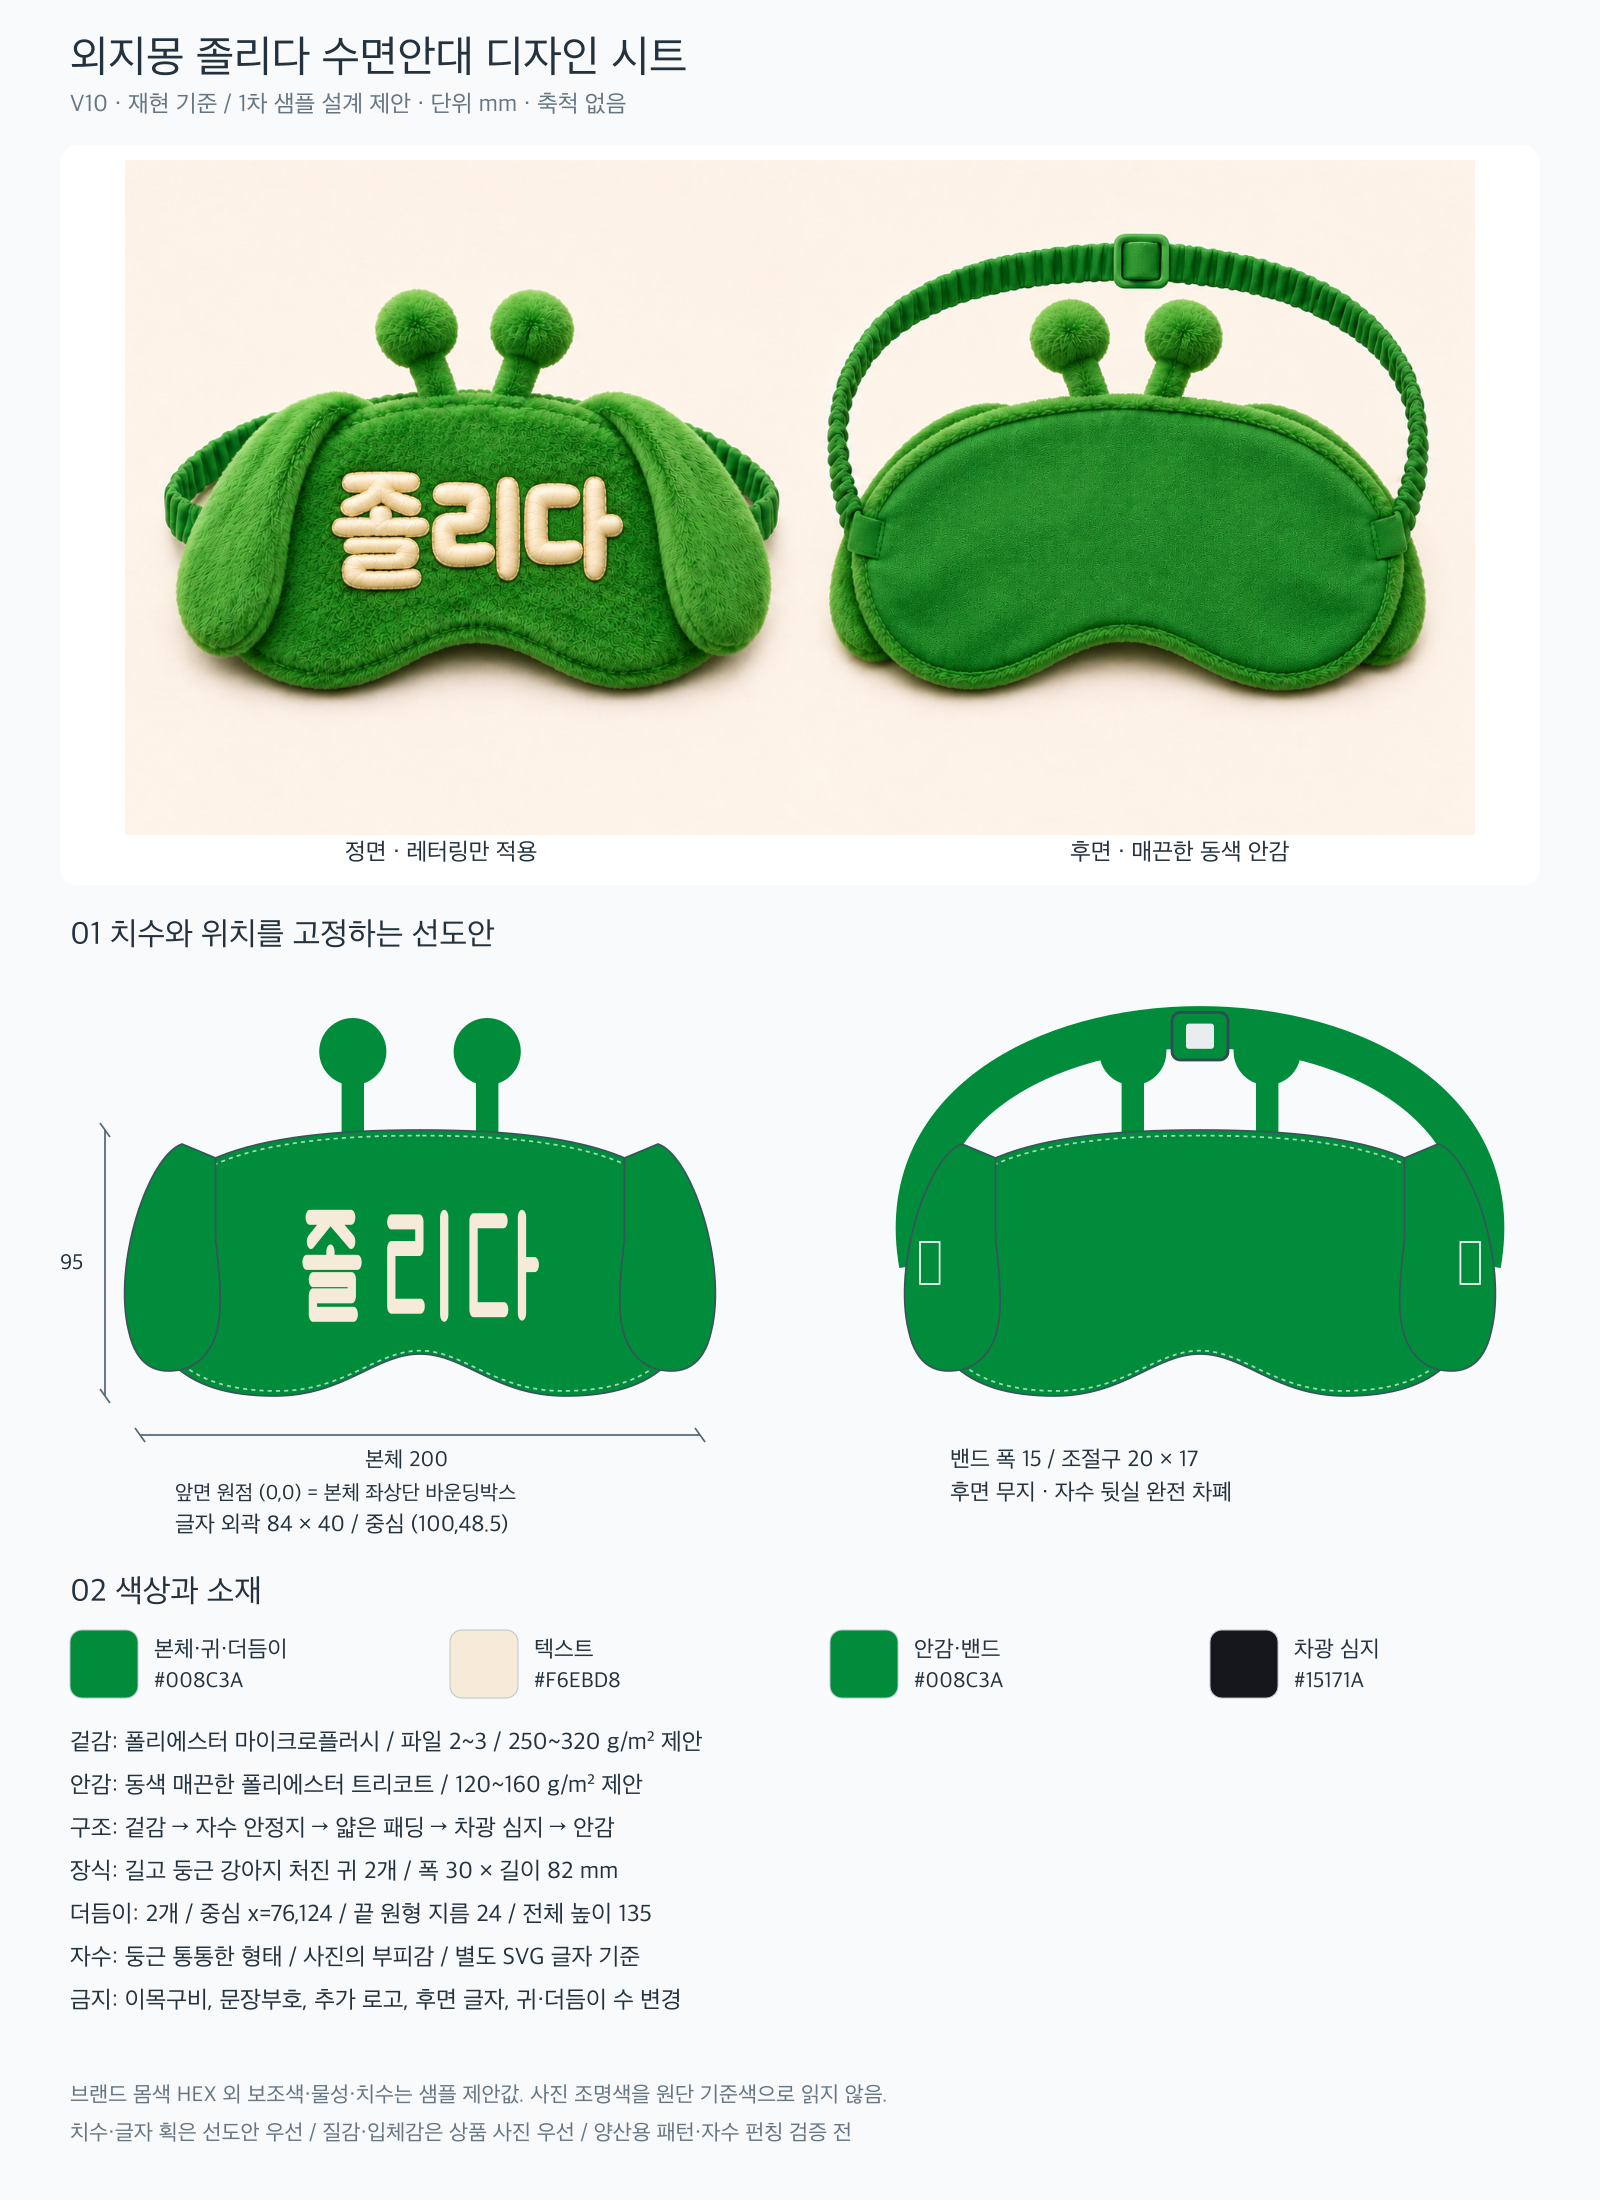 외지몽 졸리다 수면안대 디자인 시트
V10 · 재현 기준 / 1차 샘플 설계 제안 · 단위 mm · 축척 없음
졸리다
정면 · 레터링만 적용
후면 · 매끈한 동색 안감
01 치수와 위치를 고정하는 선도안
졸리다
95
본체 200
앞면 원점 (0,0) = 본체 좌상단 바운딩박스
글자 외곽 84 × 40 / 중심 (100,48.5)
밴드 폭 15 / 조절구 20 × 17
후면 무지 · 자수 뒷실 완전 차폐
02 색상과 소재
본체·귀·더듬이
#008C3A
텍스트
#F6EBD8
안감·밴드
#008C3A
차광 심지
#15171A
겉감: 폴리에스터 마이크로플러시 / 파일 2~3 / 250~320 g/m² 제안
안감: 동색 매끈한 폴리에스터 트리코트 / 120~160 g/m² 제안
구조: 겉감 → 자수 안정지 → 얇은 패딩 → 차광 심지 → 안감
장식: 길고 둥근 강아지 처진 귀 2개 / 폭 30 × 길이 82 mm
더듬이: 2개 / 중심 x=76,124 / 끝 원형 지름 24 / 전체 높이 135
자수: 둥근 통통한 형태 / 사진의 부피감 / 별도 SVG 글자 기준
금지: 이목구비, 문장부호, 추가 로고, 후면 글자, 귀·더듬이 수 변경
브랜드 몸색 HEX 외 보조색·물성·치수는 샘플 제안값. 사진 조명색을 원단 기준색으로 읽지 않음.
치수·글자 획은 선도안 우선 / 질감·입체감은 상품 사진 우선 / 양산용 패턴·자수 펀칭 검증 전